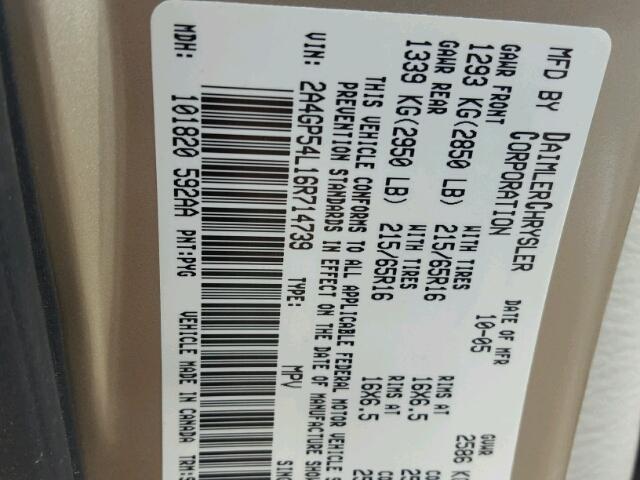 MFD BY DAIMLERCHRYSLER CORPORATION
DATE OF MFR 10-05
GVWR 2586
GAWR FRONT 1293 KG(2850 LB)
WITH TIRES 215/65R16
RIMS AT 16X6.5
GAWR REAR 1339 KG(2950 LB)
WITH TIRES 215/65R16
RIMS AT 16X6.5
THIS VEHICLE CONFORMS TO ALL APPLICABLE FEDERAL MOTOR VEHICLE
PREVENTION STANDARDS IN EFFECT ON THE DATE OF MANUFACTURE
VIN: 2A4GP54L16R714739 MPV
MDH: 101820 592AA PNT:PYG VEHICLE MADE IN CANADA TRM: